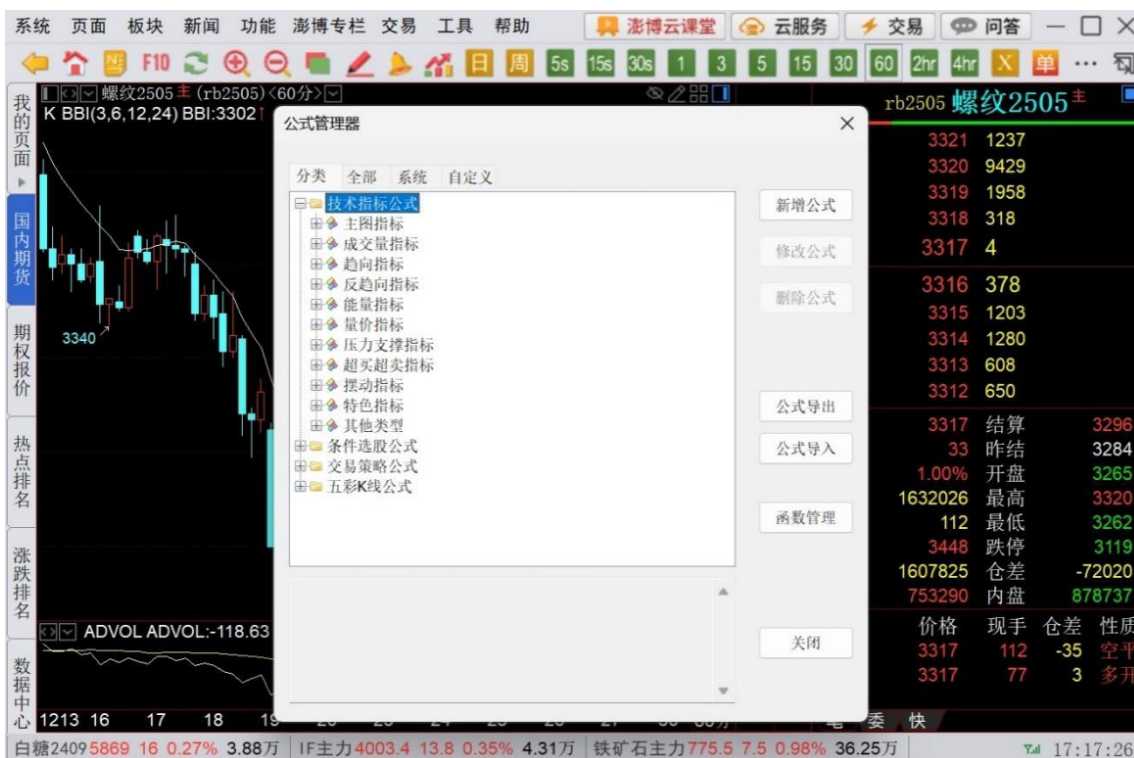 系统 页面 板块 新闻 功能 澎博专栏 交易 工具 帮助 澎博云课堂 云服务 交易 问答
F10 日 周 5s 15s 30s 1 3 5 15 30 60 2hr 4hr X 单
我的页面
国内期货
期权报价
热点排名
涨跌排名
数据中心
螺纹2505主 (rb2505)<60分>
K BBI(3,6,12,24) BBI:3302↑
3340
ADVOL ADVOL:-118.63
1213 16 17 18 19
公式管理器
分类 全部 系统 自定义
技术指标公式
主图指标
成交量指标
趋向指标
反趋向指标
能量指标
量价指标
压力支撑指标
超买超卖指标
摆动指标
特色指标
其他类型
条件选股公式
交易策略公式
五彩K线公式
新增公式
修改公式
删除公式
公式导出
公式导入
函数管理
关闭
rb2505 螺纹2505主
3321 1237
3320 9429
3319 1958
3318 318
3317 4
3316 378
3315 1203
3314 1280
3313 608
3312 650
3317 结算 3296
33 昨结 3284
1.00% 开盘 3265
1632026 最高 3320
112 最低 3262
3448 跌停 3119
1607825 仓差 -72020
753290 内盘 878737
价格 现手 仓差 性质
3317 112 -35 空平
3317 77 3 多开
委 快
白糖2409 5869 16 0.27% 3.88万 IF主力 4003.4 13.8 0.35% 4.31万 铁矿石主力 775.5 7.5 0.98% 36.25万 17:17:26